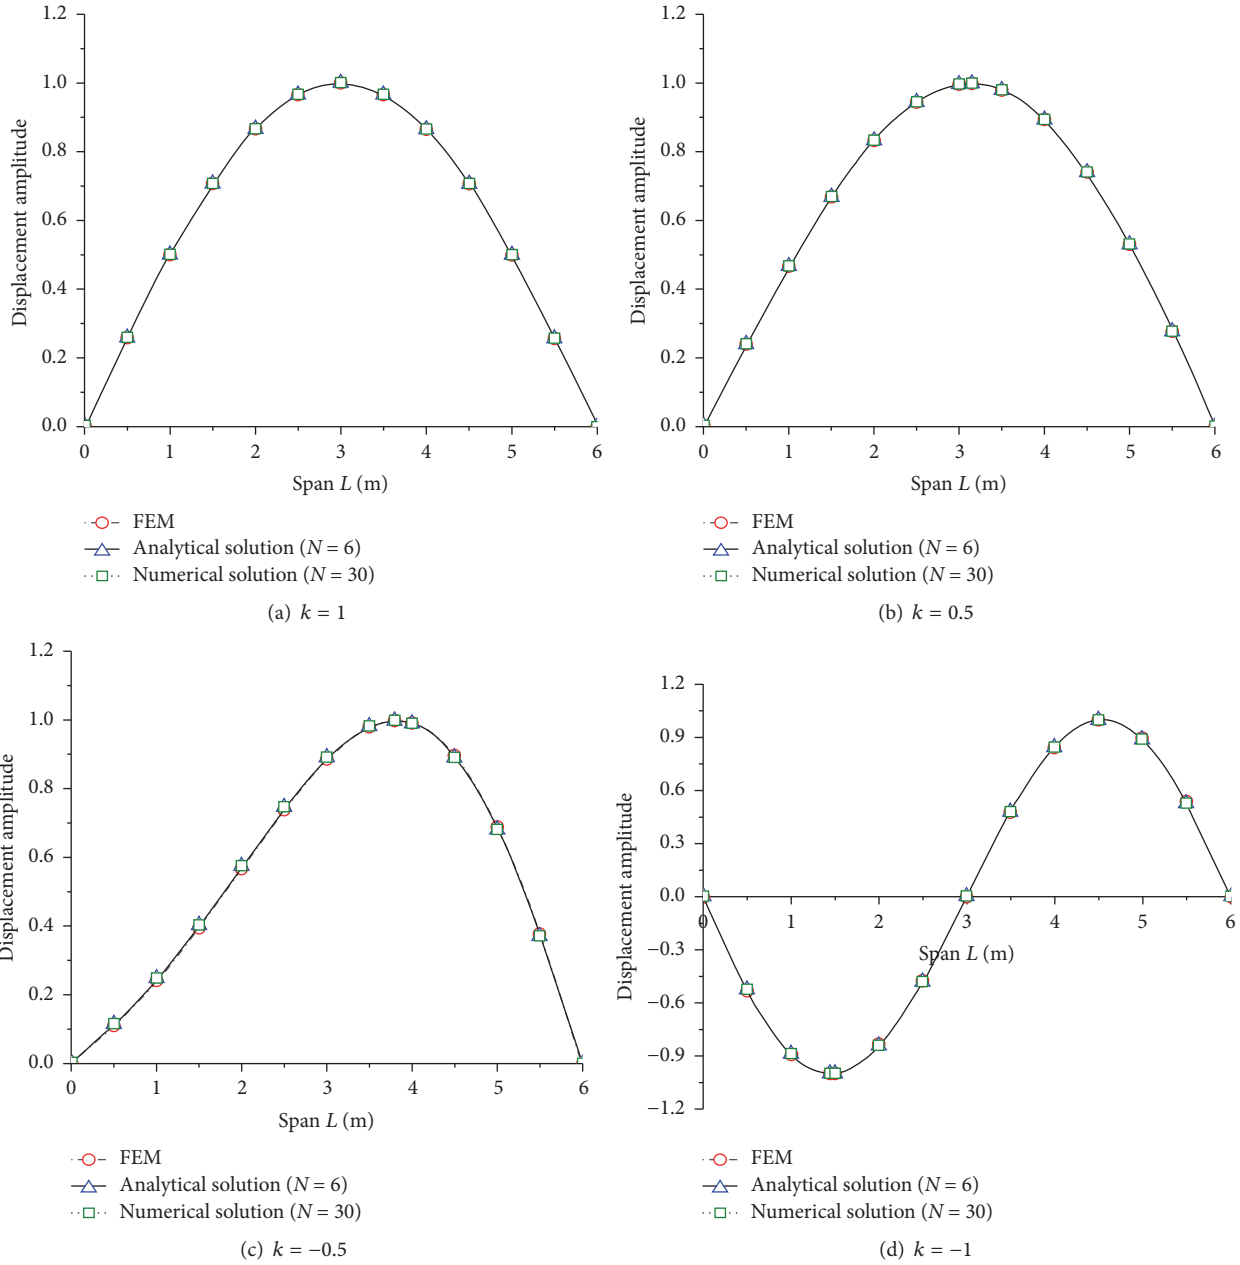 1.2
1.0
0.8
0.6
0.4
0.2
0.0
Displacement amplitude
0 1 2 3 4 5 6
Span L (m)
FEM
Analytical solution (N = 6)
Numerical solution (N = 30)
(a) k = 1
1.2
1.0
0.8
0.6
0.4
0.2
0.0
Displacement amplitude
0 1 2 3 4 5 6
Span L (m)
FEM
Analytical solution (N = 6)
Numerical solution (N = 30)
(b) k = 0.5
1.2
1.0
0.8
0.6
0.4
0.2
0.0
Displacement amplitude
0 1 2 3 4 5 6
Span L (m)
FEM
Analytical solution (N = 6)
Numerical solution (N = 30)
(c) k = −0.5
1.2
0.9
0.6
0.3
0.0
−0.3
−0.6
−0.9
−1.2
Displacement amplitude
0 1 2 3 4 5 6
Span L (m)
FEM
Analytical solution (N = 6)
Numerical solution (N = 30)
(d) k = −1